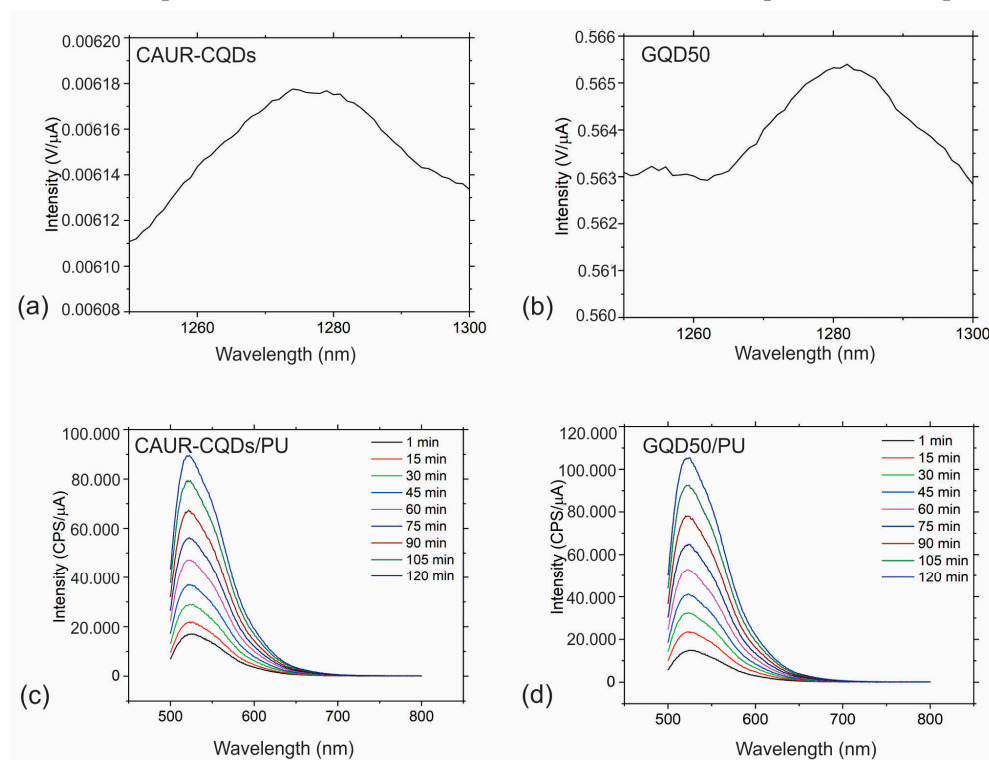 CAUR-CQDs
0.00620
0.00618
0.00616
0.00614
0.00612
0.00610
0.00608
Intensity (V/µA)
1260
1280
1300
Wavelength (nm)
(a)
GQD50
0.566
0.565
0.564
0.563
0.562
0.561
0.560
Intensity (V/µA)
1260
1280
1300
Wavelength (nm)
(b)
CAUR-CQDs/PU
100.000
80.000
60.000
40.000
20.000
0
Intensity (CPS/µA)
1 min
15 min
30 min
45 min
60 min
75 min
90 min
105 min
120 min
500
600
700
800
Wavelength (nm)
(c)
GQD50/PU
120.000
100.000
80.000
60.000
40.000
20.000
0
Intensity (CPS/µA)
1 min
15 min
30 min
45 min
60 min
75 min
90 min
105 min
120 min
500
600
700
800
Wavelength (nm)
(d)